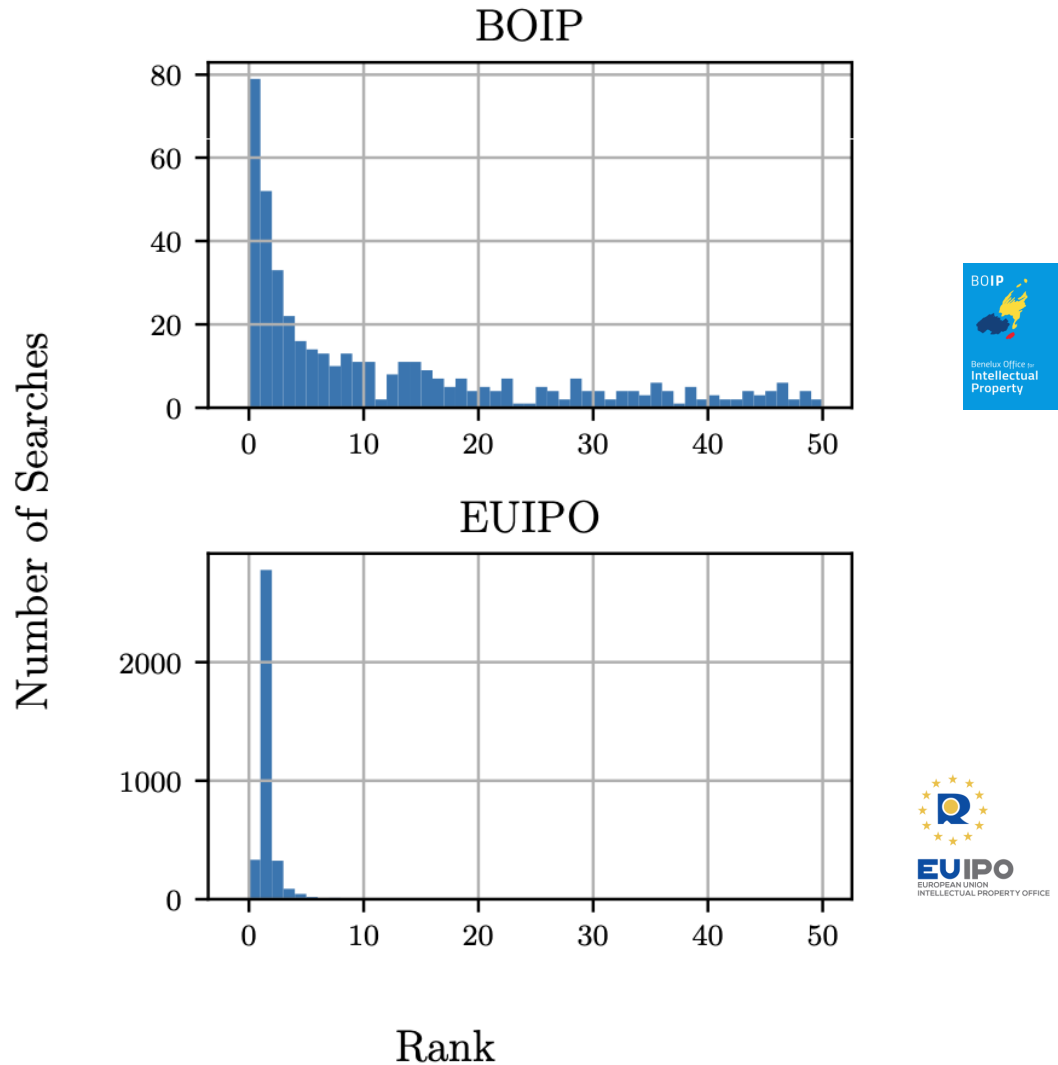 BOIP
80
60
40
20
0
0 10 20 30 40 50
Number of Searches
BOIP
Benelux Office for
Intellectual
Property
EUIPO
2000
1000
0
0 10 20 30 40 50
R
EUIPO
EUROPEAN UNION
INTELLECTUAL PROPERTY OFFICE
Rank